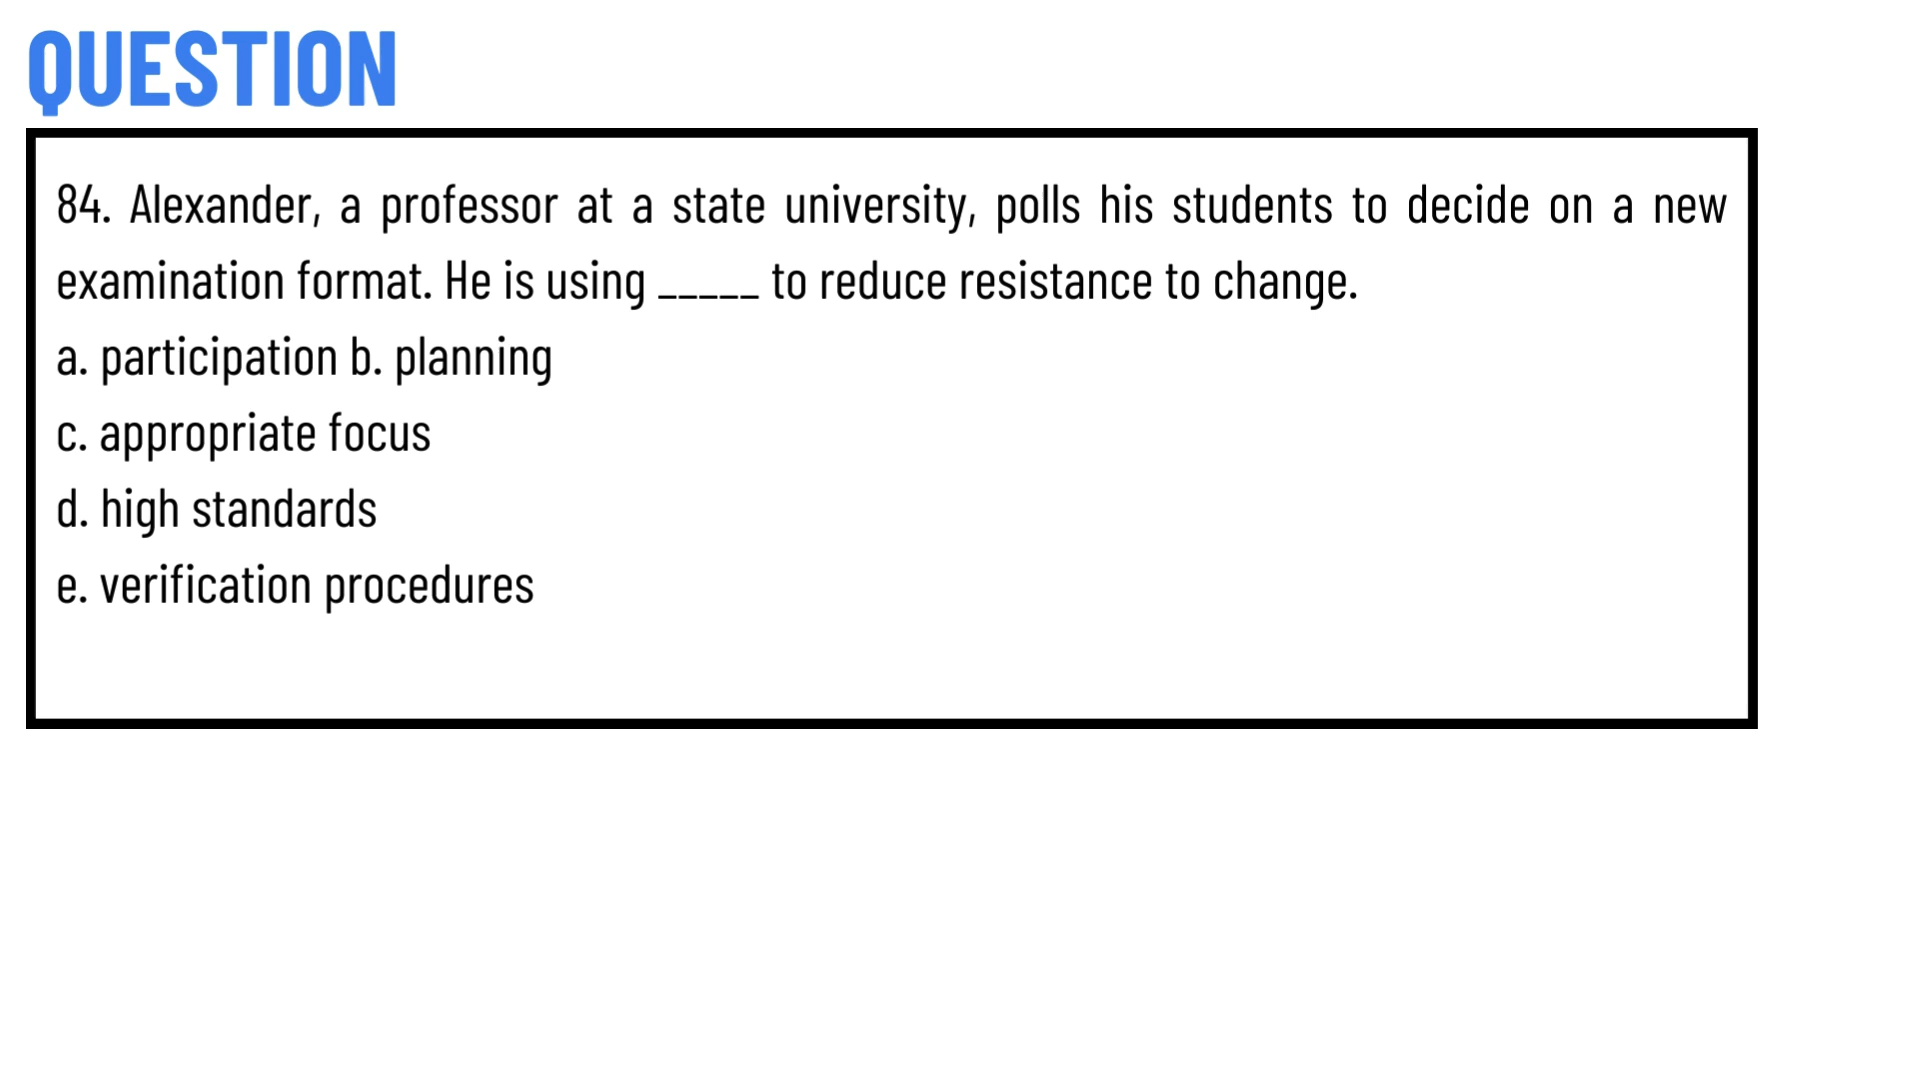 QUESTION
84. Alexander, a professor at a state university, polls his students to decide on a new
examination format. He is using _____ to reduce resistance to change.
a. participation b. planning
c. appropriate focus
d. high standards
e. verification procedures